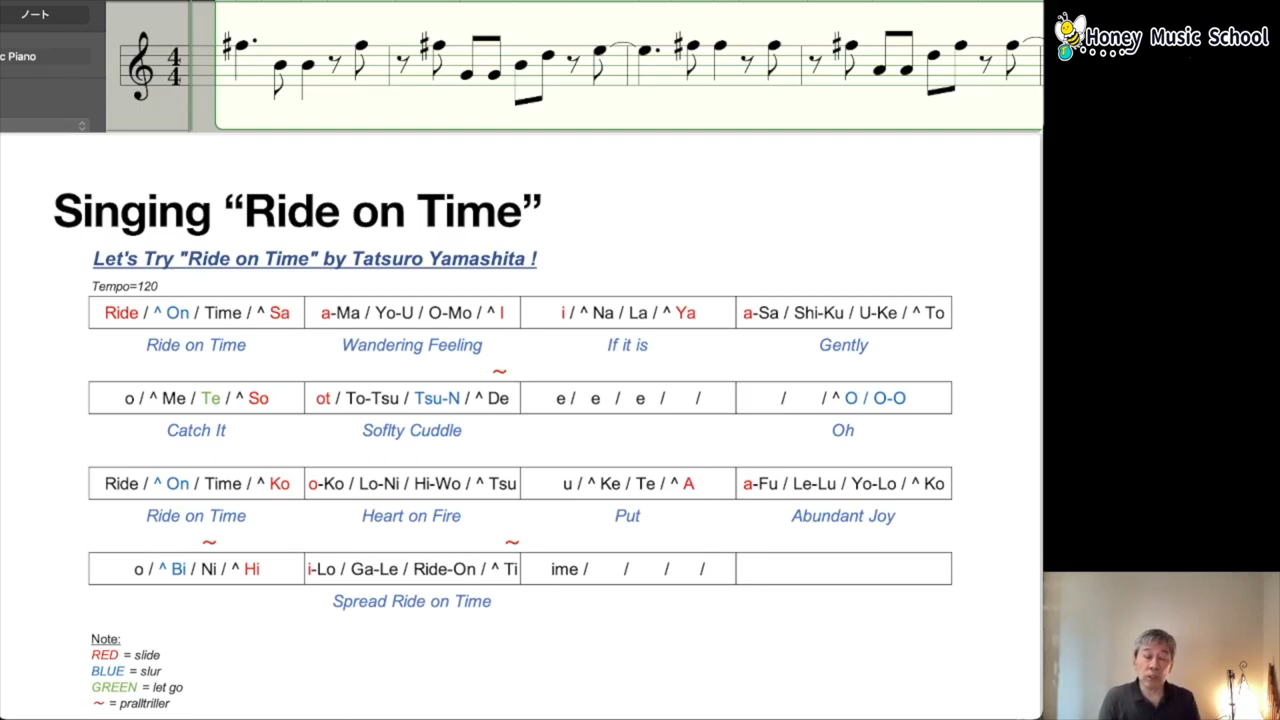 ノート
c Piano
Honey Music School
Singing “Ride on Time”
Let's Try "Ride on Time" by Tatsuro Yamashita !
Tempo=120
Ride / ^ On / Time / ^ Sa a-Ma / Yo-U / O-Mo / ^ I i / ^ Na / La / ^ Ya a-Sa / Shi-Ku / U-Ke / ^ To
Ride on Time Wandering Feeling If it is Gently
~
o / ^ Me / Te / ^ So ot / To-Tsu / Tsu-N / ^ De e / e / e / / / / ^ O / O-O
Catch It Soflty Cuddle Oh
Ride / ^ On / Time / ^ Ko o-Ko / Lo-Ni / Hi-Wo / ^ Tsu u / ^ Ke / Te / ^ A a-Fu / Le-Lu / Yo-Lo / ^ Ko
Ride on Time Heart on Fire Put Abundant Joy
~ ~
o / ^ Bi / Ni / ^ Hi i-Lo / Ga-Le / Ride-On / ^ Ti ime / / / /
Spread Ride on Time
Note:
RED = slide
BLUE = slur
GREEN = let go
~ = pralltriller